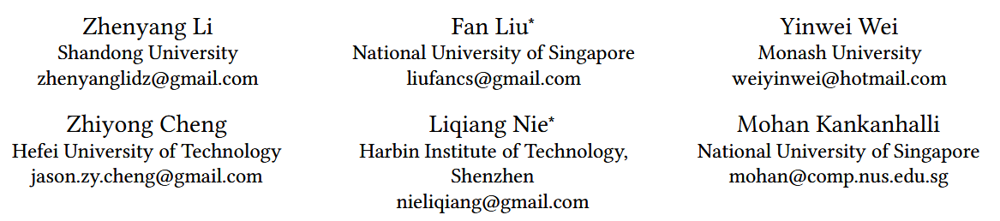 Zhenyang Li
Shandong University
zhenyanglidz@gmail.com
Fan Liu*
National University of Singapore
liufancs@gmail.com
Yinwei Wei
Monash University
weiyinwei@hotmail.com
Zhiyong Cheng
Hefei University of Technology
jason.zy.cheng@gmail.com
Liqiang Nie*
Harbin Institute of Technology,
Shenzhen
nieliqiang@gmail.com
Mohan Kankanhalli
National University of Singapore
mohan@comp.nus.edu.sg